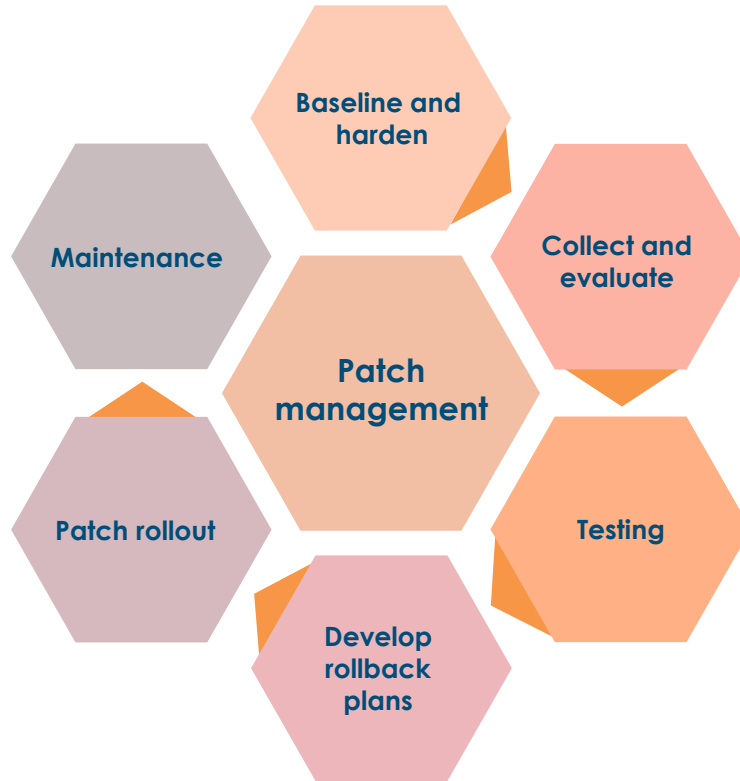 Baseline and
harden
Collect and
evaluate
Testing
Develop
rollback
plans
Patch rollout
Maintenance
Patch
management